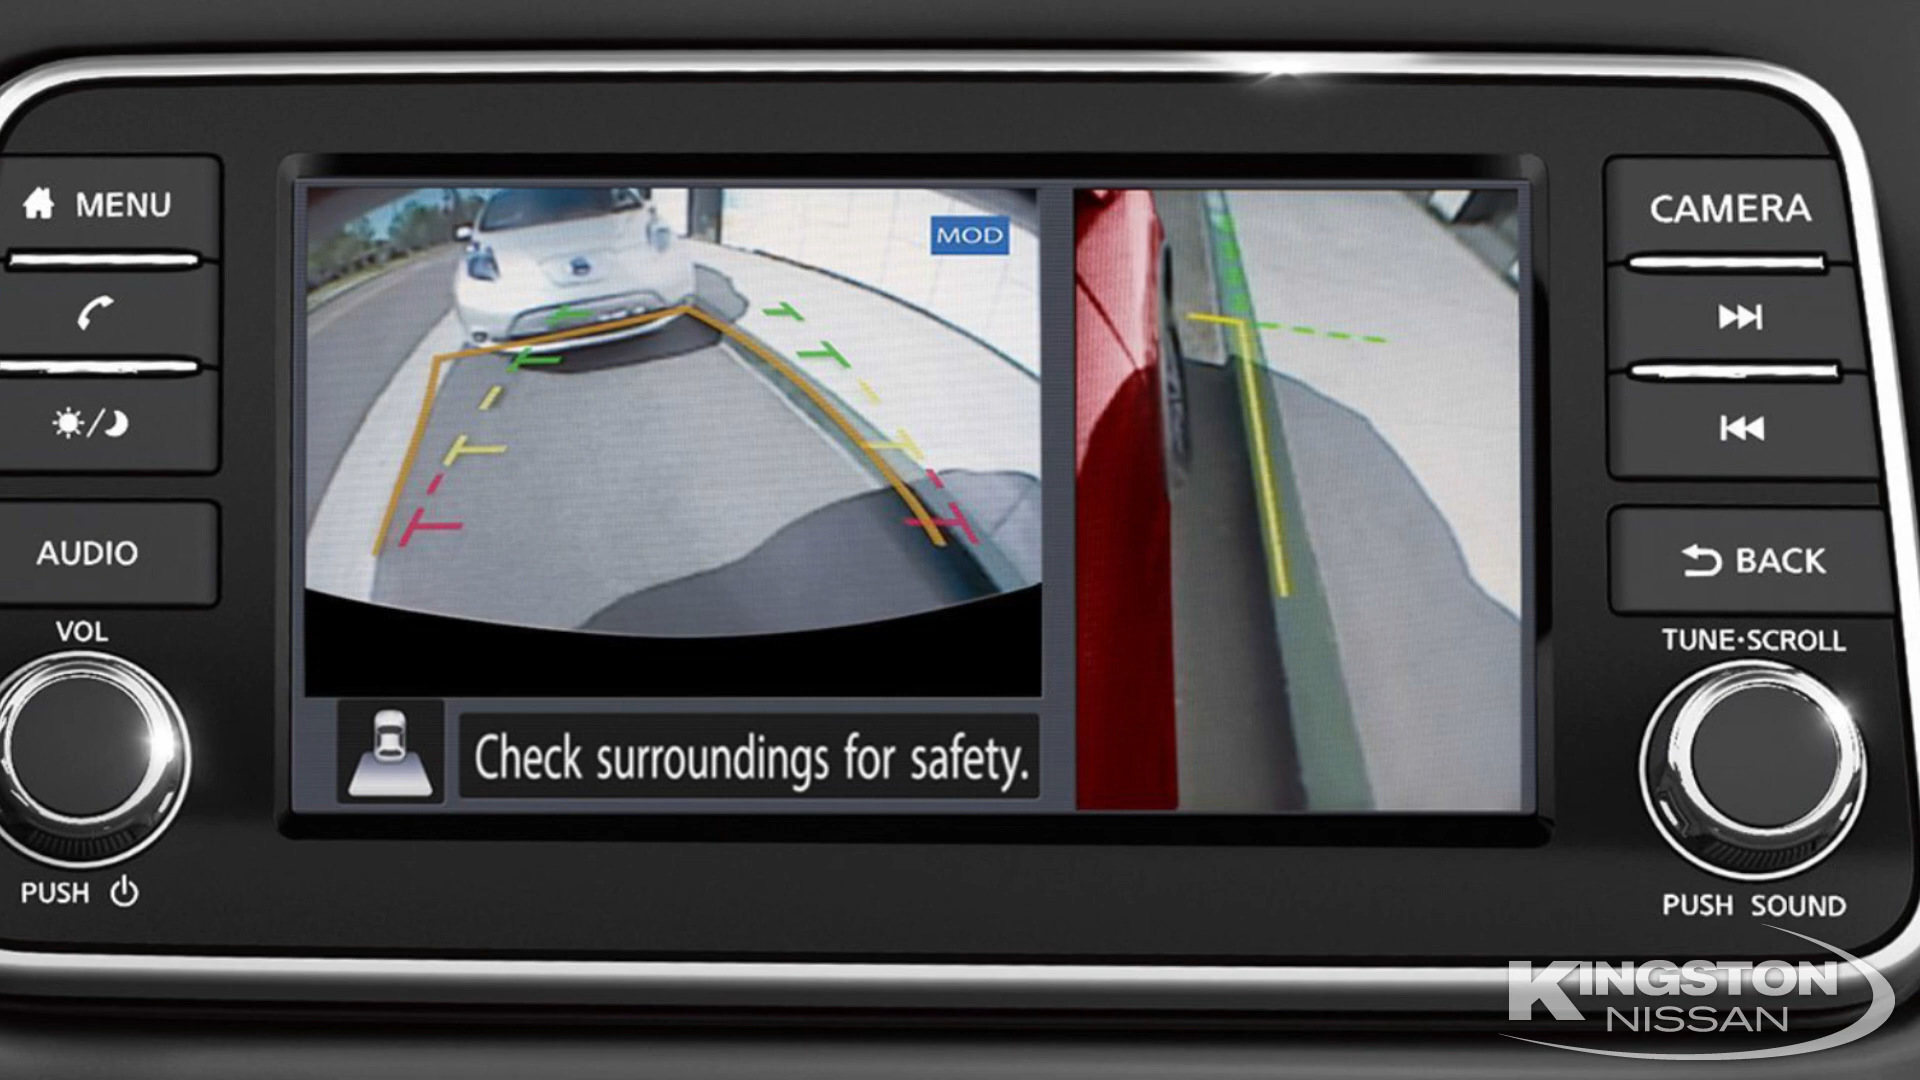 MENU
AUDIO
VOL
PUSH
MOD
Check surroundings for safety.
CAMERA
BACK
TUNE•SCROLL
PUSH SOUND
KINGSTON
NISSAN